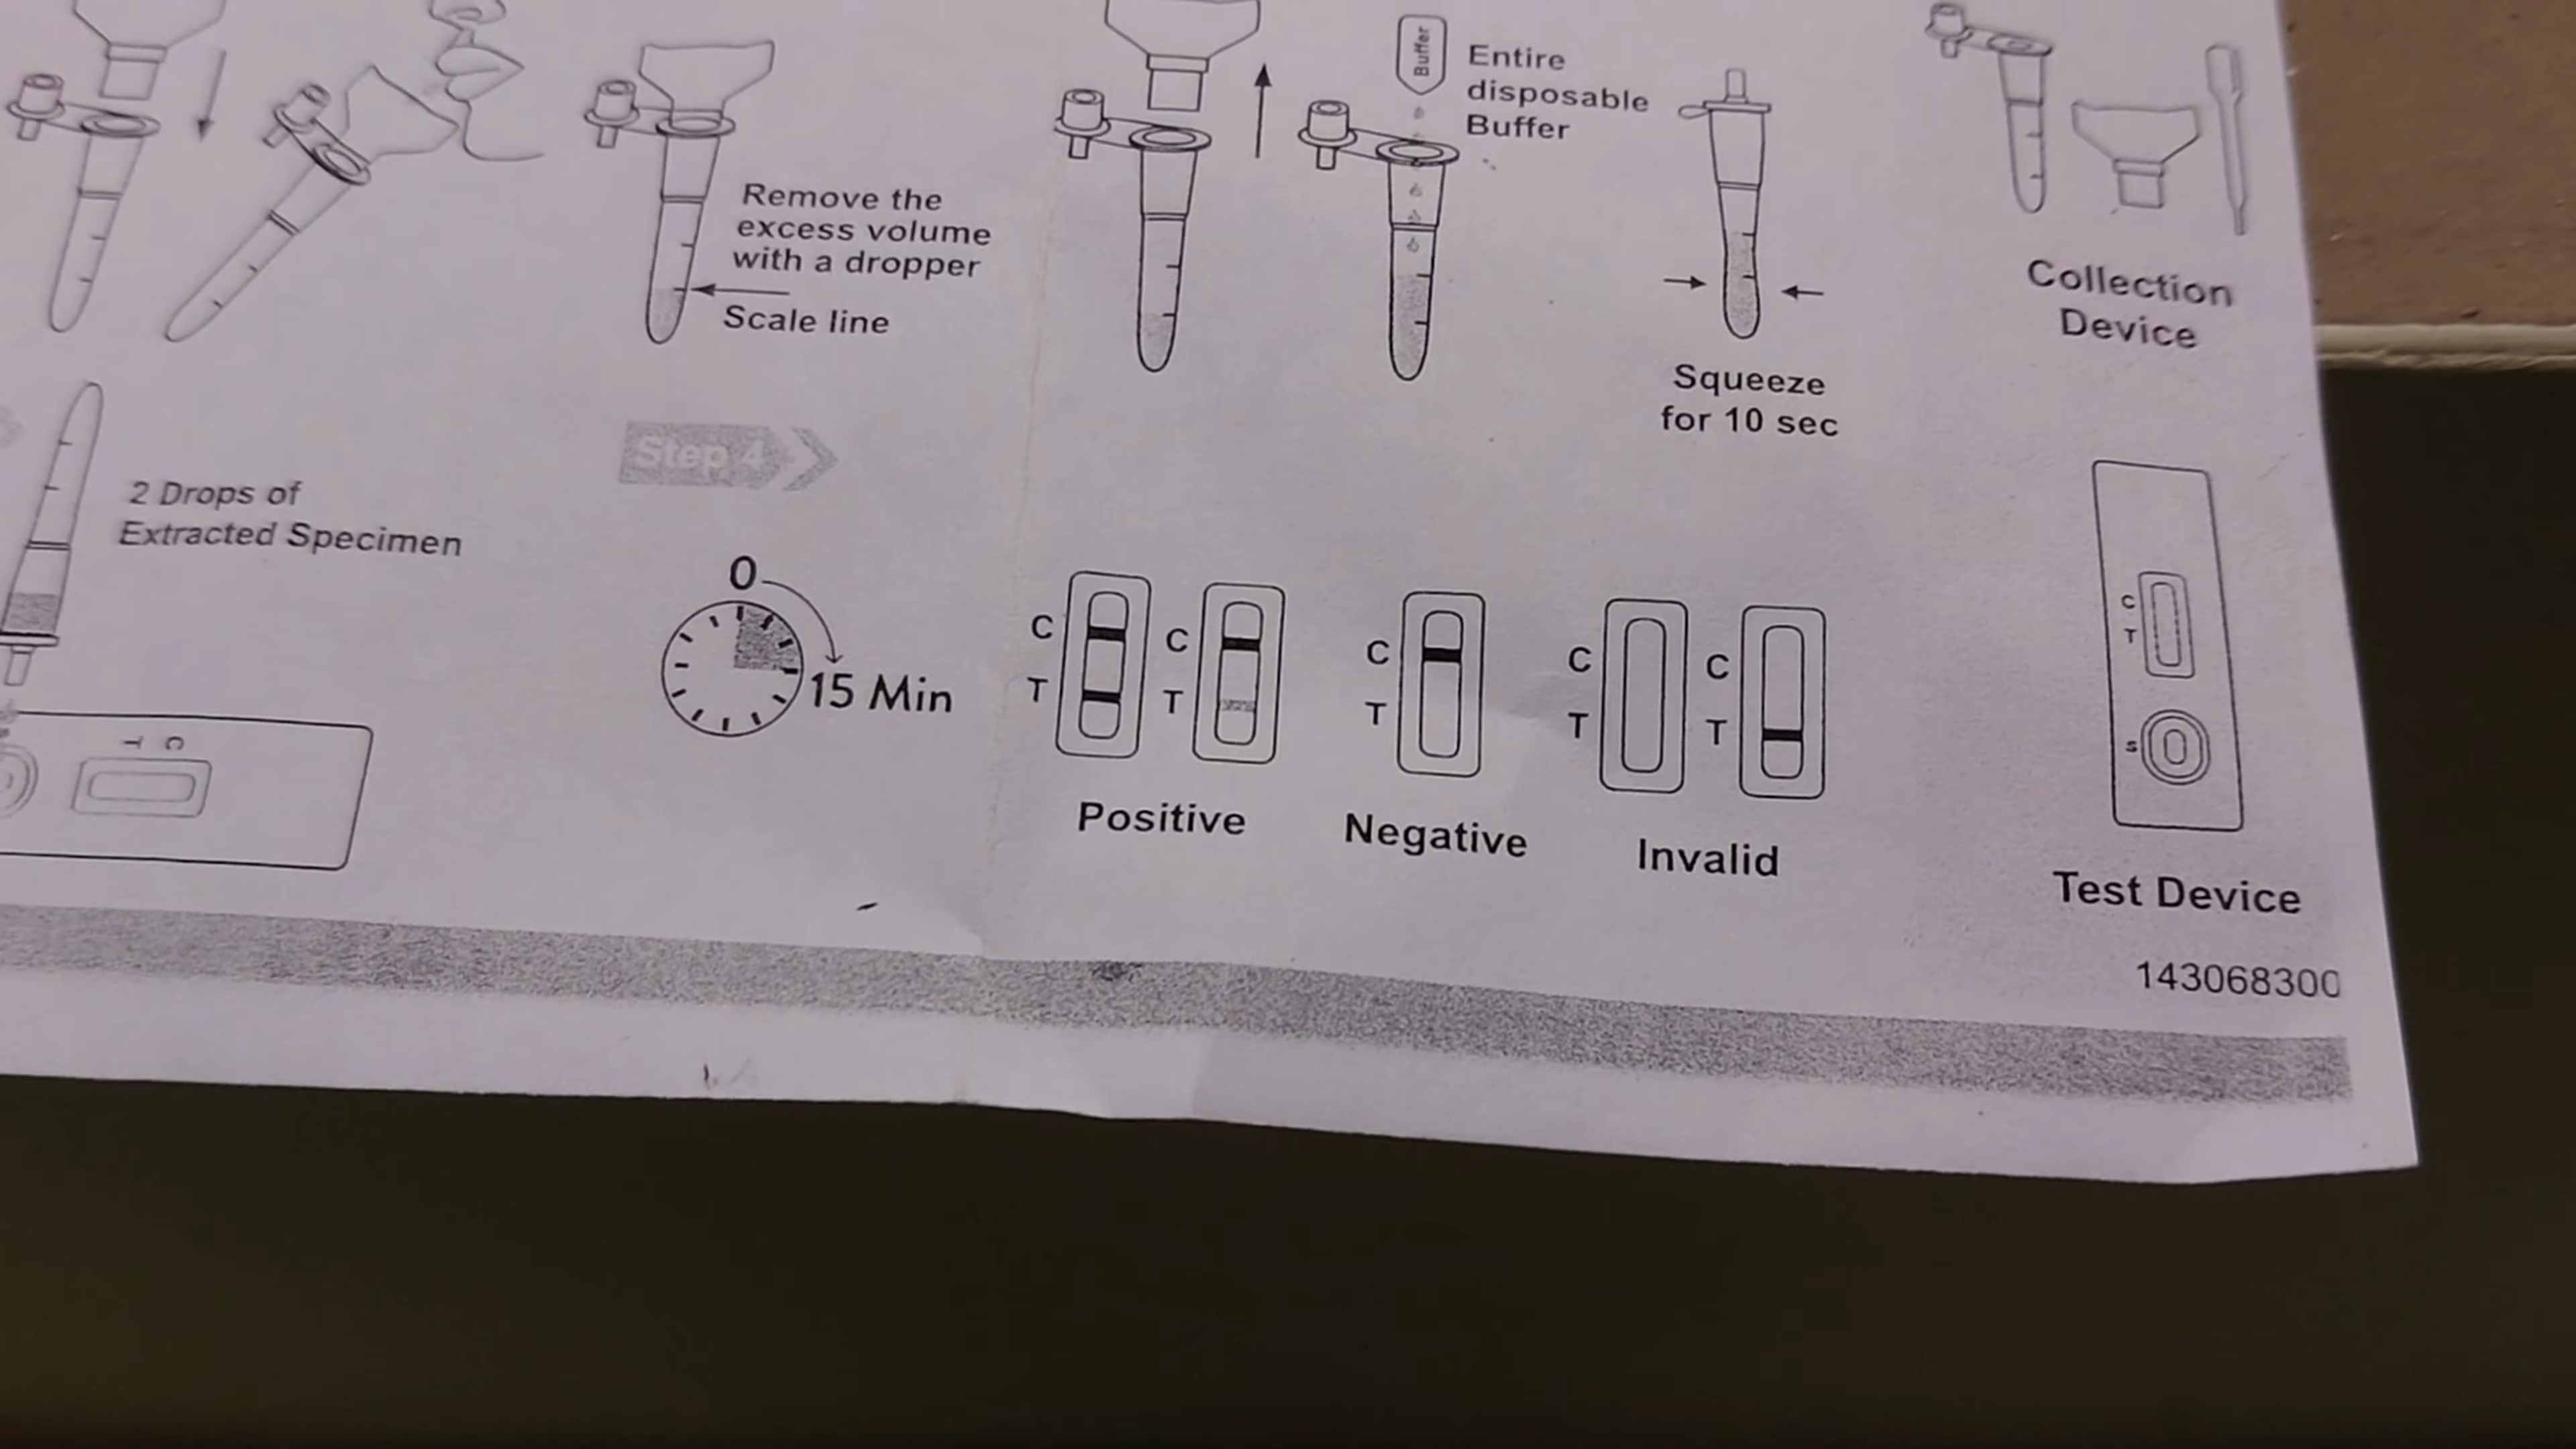 Buffer
Entire
disposable
Buffer
Remove the
excess volume
with a dropper
Scale line
Collection
Device
Squeeze
for 10 sec
Step 4
2 Drops of
Extracted Specimen
0
15 Min
C
T
C
T
C
T
C
T
C
T
C
T
S
C
T
Positive
Negative
Invalid
Test Device
143068300